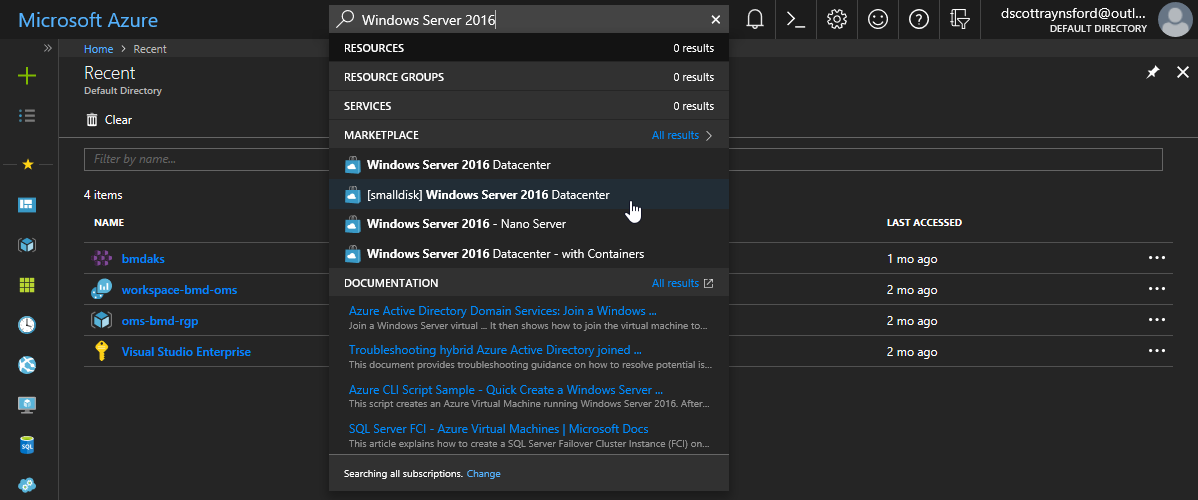 Microsoft Azure
Windows Server 2016
dscottraynsford@outl...
DEFAULT DIRECTORY
Home > Recent
Recent
Default Directory
Clear
Filter by name...
4 items
NAME
LAST ACCESSED
bmdaks
1 mo ago
workspace-bmd-oms
2 mo ago
oms-bmd-rgp
2 mo ago
Visual Studio Enterprise
2 mo ago
SQL
RESOURCES 0 results
RESOURCE GROUPS 0 results
SERVICES 0 results
MARKETPLACE All results
Windows Server 2016 Datacenter
[smalldisk] Windows Server 2016 Datacenter
Windows Server 2016 - Nano Server
Windows Server 2016 Datacenter - with Containers
DOCUMENTATION All results
Azure Active Directory Domain Services: Join a Windows ...
Join a Windows Server virtual ... It then shows how to join the virtual machine to...
Troubleshooting hybrid Azure Active Directory joined ...
This document provides troubleshooting guidance on how to resolve potential is...
Azure CLI Script Sample - Quick Create a Windows Server ...
This script creates an Azure Virtual Machine running Windows Server 2016. After...
SQL Server FCI - Azure Virtual Machines | Microsoft Docs
This article explains how to create a SQL Server Failover Cluster Instance (FCI) on...
Searching all subscriptions. Change